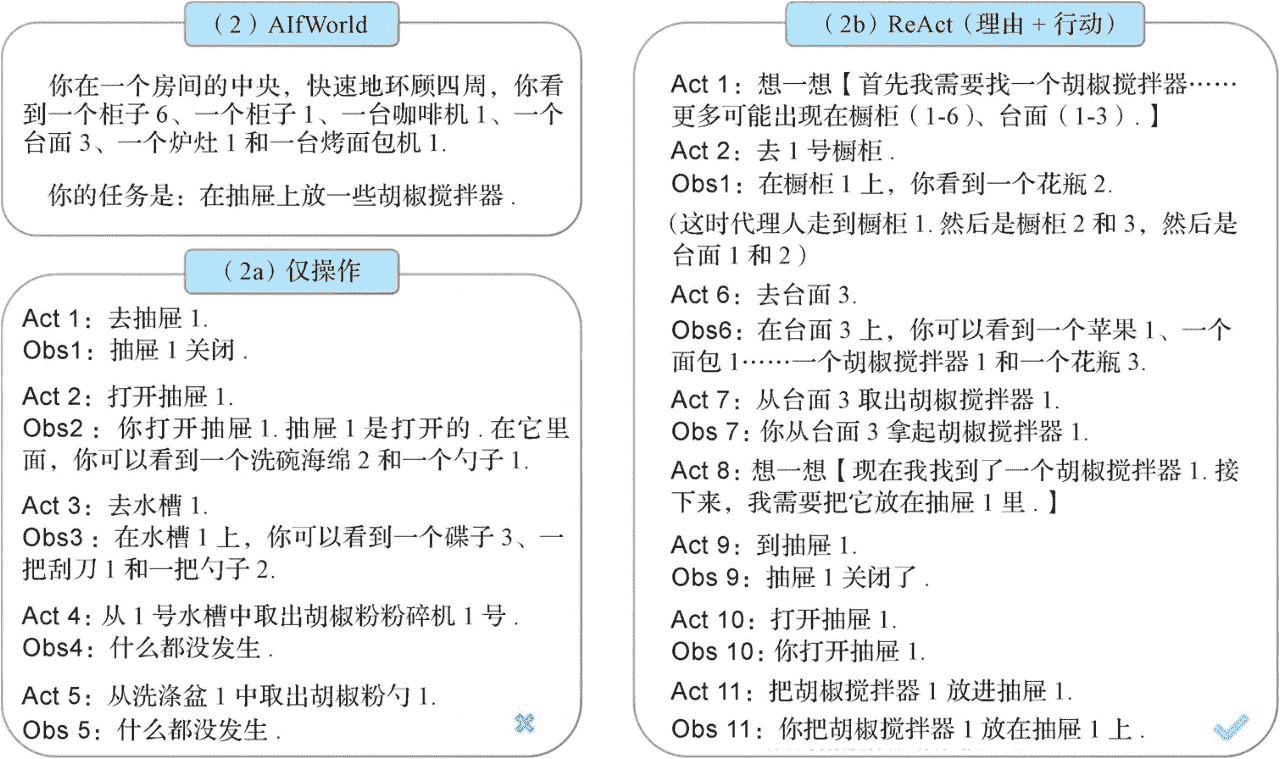 （2）AIfWorld
你在一个房间的中央，快速地环顾四周，你看
到一个柜子 6、一个柜子 1、一台咖啡机 1、一个
台面 3、一个炉灶 1 和一台烤面包机 1.
你的任务是：在抽屉上放一些胡椒搅拌器 .
（2a）仅操作
Act 1：去抽屉 1.
Obs1：抽屉 1 关闭 .
Act 2：打开抽屉 1.
Obs2：你打开抽屉 1. 抽屉 1 是打开的 . 在它里
面，你可以看到一个洗碗海绵 2 和一个勺子 1.
Act 3：去水槽 1.
Obs3：在水槽 1 上，你可以看到一个碟子 3、一
把刮刀 1 和一把勺子 2.
Act 4：从 1 号水槽中取出胡椒粉粉碎机 1 号 .
Obs4：什么都没发生 .
Act 5：从洗涤盆 1 中取出胡椒粉勺 1.
Obs 5：什么都没发生 .
（2b）ReAct（理由 + 行动）
Act 1：想一想【首先我需要找一个胡椒搅拌器……
更多可能出现在橱柜（1-6）、台面（1-3）.】
Act 2：去 1 号橱柜 .
Obs1：在橱柜 1 上，你看到一个花瓶 2.
（这时代理人走到橱柜 1. 然后是橱柜 2 和 3，然后是
台面 1 和 2）
Act 6：去台面 3.
Obs6：在台面 3 上，你可以看到一个苹果 1、一个
面包 1……一个胡椒搅拌器 1 和一个花瓶 3.
Act 7：从台面 3 取出胡椒搅拌器 1.
Obs 7：你从台面 3 拿起胡椒搅拌器 1.
Act 8：想一想【现在我找到了一个胡椒搅拌器 1. 接
下来，我需要把它放在抽屉 1 里 .】
Act 9：到抽屉 1.
Obs 9：抽屉 1 关闭了 .
Act 10：打开抽屉 1.
Obs 10：你打开抽屉 1.
Act 11：把胡椒搅拌器 1 放进抽屉 1.
Obs 11：你把胡椒搅拌器 1 放在抽屉 1 上 .